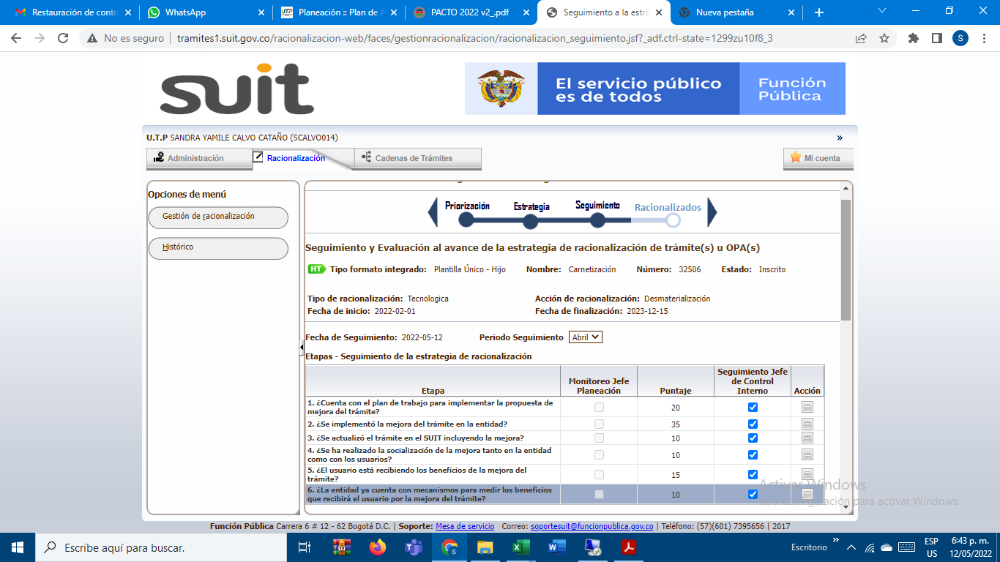 Restauración de contra
WhatsApp
Planeación :: Plan de A
PACTO 2022 v2_.pdf
Seguimiento a la estra
Nueva pestaña
No es seguro
tramites1.suit.gov.co/racionalizacion-web/faces/gestionracionalizacion/racionalizacion_seguimiento.jsf?_adf.ctrl-state=1299zu10f8_3
S
suit
El servicio público
es de todos
Función
Pública
U.T.P SANDRA YAMILE CALVO CATAÑO (SCALVO014)
Administración
Racionalización
Cadenas de Trámites
Mi cuenta
Opciones de menú
Gestión de racionalización
Histórico
Priorización
Estrategia
Seguimiento
Racionalizados
Seguimiento y Evaluación al avance de la estrategia de racionalización de trámite(s) u OPA(s)
HT Tipo formato integrado: Plantilla Único - Hijo Nombre: Carnetización Número: 32506 Estado: Inscrito
Tipo de racionalización: Tecnologica Acción de racionalización: Desmaterialización
Fecha de inicio: 2022-02-01 Fecha de finalización: 2023-12-15
Fecha de Seguimiento: 2022-05-12 Periodo Seguimiento Abril
Etapas - Seguimiento de la estrategia de racionalización
Etapa
Monitoreo Jefe
Planeación
Puntaje
Seguimiento Jefe
de Control
Interno
Acción
1. ¿Cuenta con el plan de trabajo para implementar la propuesta de
mejora del trámite?
20
2. ¿Se implementó la mejora del trámite en la entidad?
35
3. ¿Se actualizó el trámite en el SUIT incluyendo la mejora?
10
4. ¿Se ha realizado la socialización de la mejora tanto en la entidad
como con los usuarios?
10
5. ¿El usuario está recibiendo los beneficios de la mejora del
trámite?
15
6. ¿La entidad ya cuenta con mecanismos para medir los beneficios
que recibirá el usuario por la mejora del trámite?
10
Activar Windows
configuración para activar Windows.
Función Pública Carrera 6 # 12 - 62 Bogotá D.C. | Soporte: Mesa de servicio Correo: soportesuit@funcionpublica.gov.co | Teléfono: (57)(601) 7395656 | 2017
Escribe aquí para buscar.
Escritorio
ESP
US
6:43 p. m.
12/05/2022